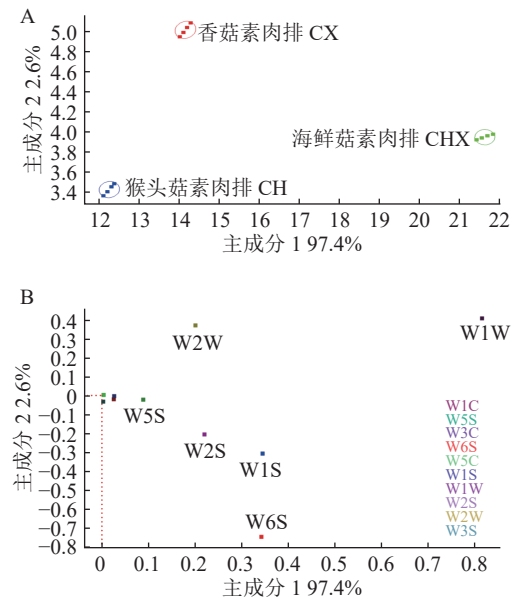 A
主成分 2 2.6%
5.0
4.8
4.6
4.4
4.2
4.0
3.8
3.6
3.4
香菇素肉排 CX
海鲜菇素肉排 CHX
猴头菇素肉排 CH
12 13 14 15 16 17 18 19 20 21 22
主成分 1 97.4%
B
主成分 2 2.6%
0.4
0.3
0.2
0.1
0
−0.1
−0.2
−0.3
−0.4
−0.5
−0.6
−0.7
−0.8
W2W
W1W
W5S
W2S
W1S
W6S
W1C
W5S
W3C
W6S
W5C
W1S
W1W
W2S
W2W
W3S
0 0.1 0.2 0.3 0.4 0.5 0.6 0.7 0.8
主成分 1 97.4%